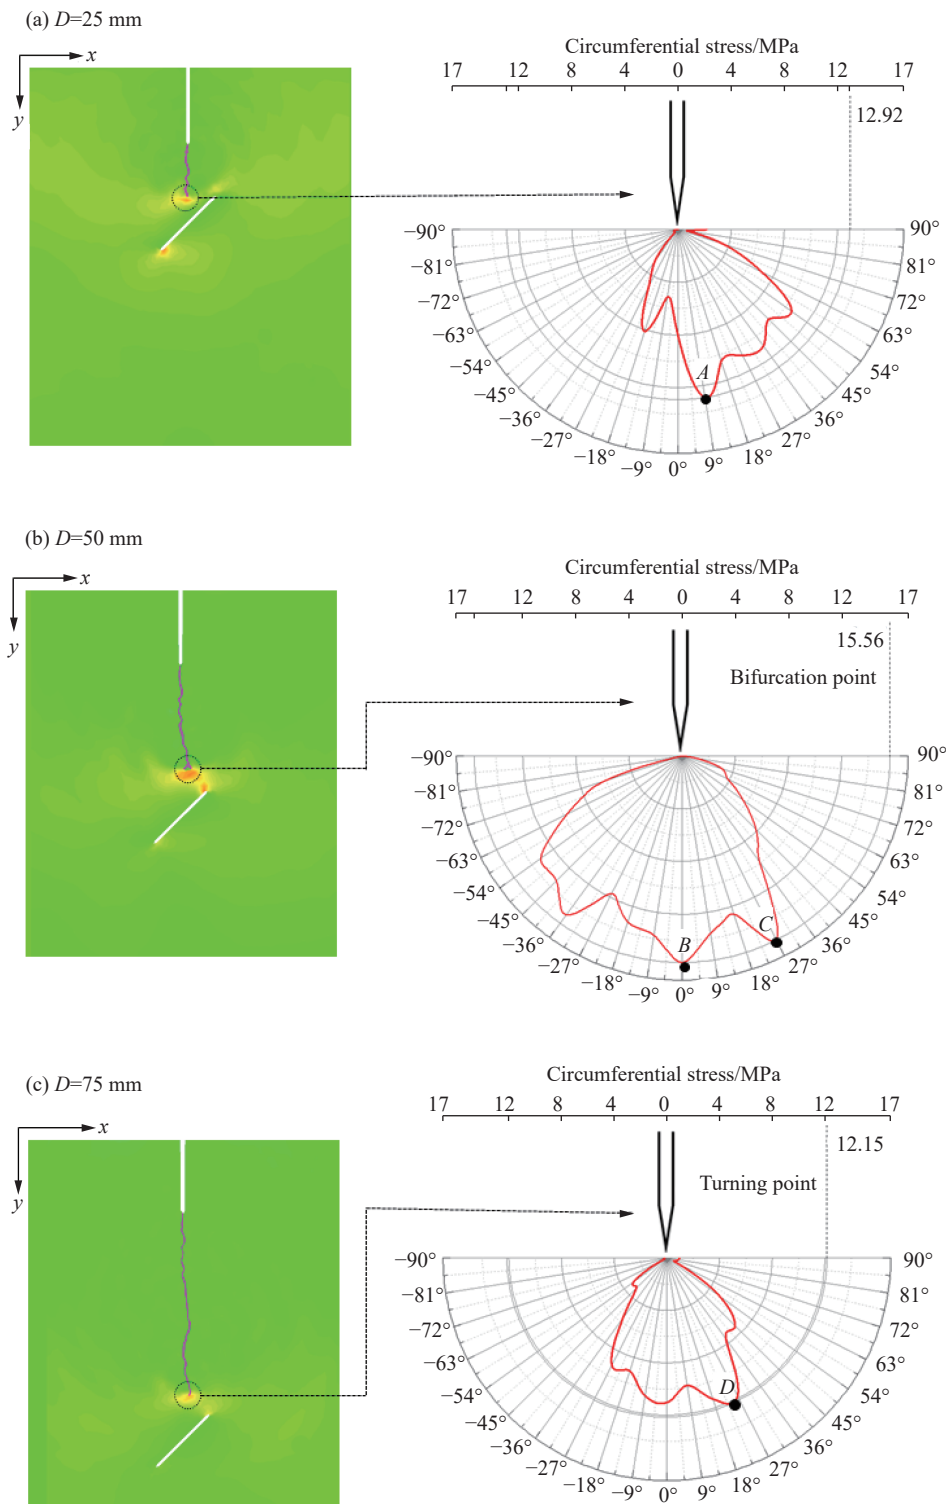 (a) D=25 mm
x
y
Circumferential stress/MPa
17 12 8 4 0 4 8 13 17
12.92
−90° 90°
−81° 81°
−72° 72°
−63° 63°
−54° 54°
−45° 45°
−36° 36°
−27° 27°
−18° 18°
−9° 0° 9°
A
(b) D=50 mm
x
y
Circumferential stress/MPa
17 12 8 4 0 4 8 12 17
15.56
Bifurcation point
−90° 90°
−81° 81°
−72° 72°
−63° 63°
−54° 54°
−45° 45°
−36° 36°
−27° 27°
−18° 18°
−9° 0° 9°
B
C
(c) D=75 mm
x
y
Circumferential stress/MPa
17 12 8 4 0 4 8 12 17
12.15
Turning point
−90° 90°
−81° 81°
−72° 72°
−63° 63°
−54° 54°
−45° 45°
−36° 36°
−27° 27°
−18° 18°
−9° 0° 9°
D